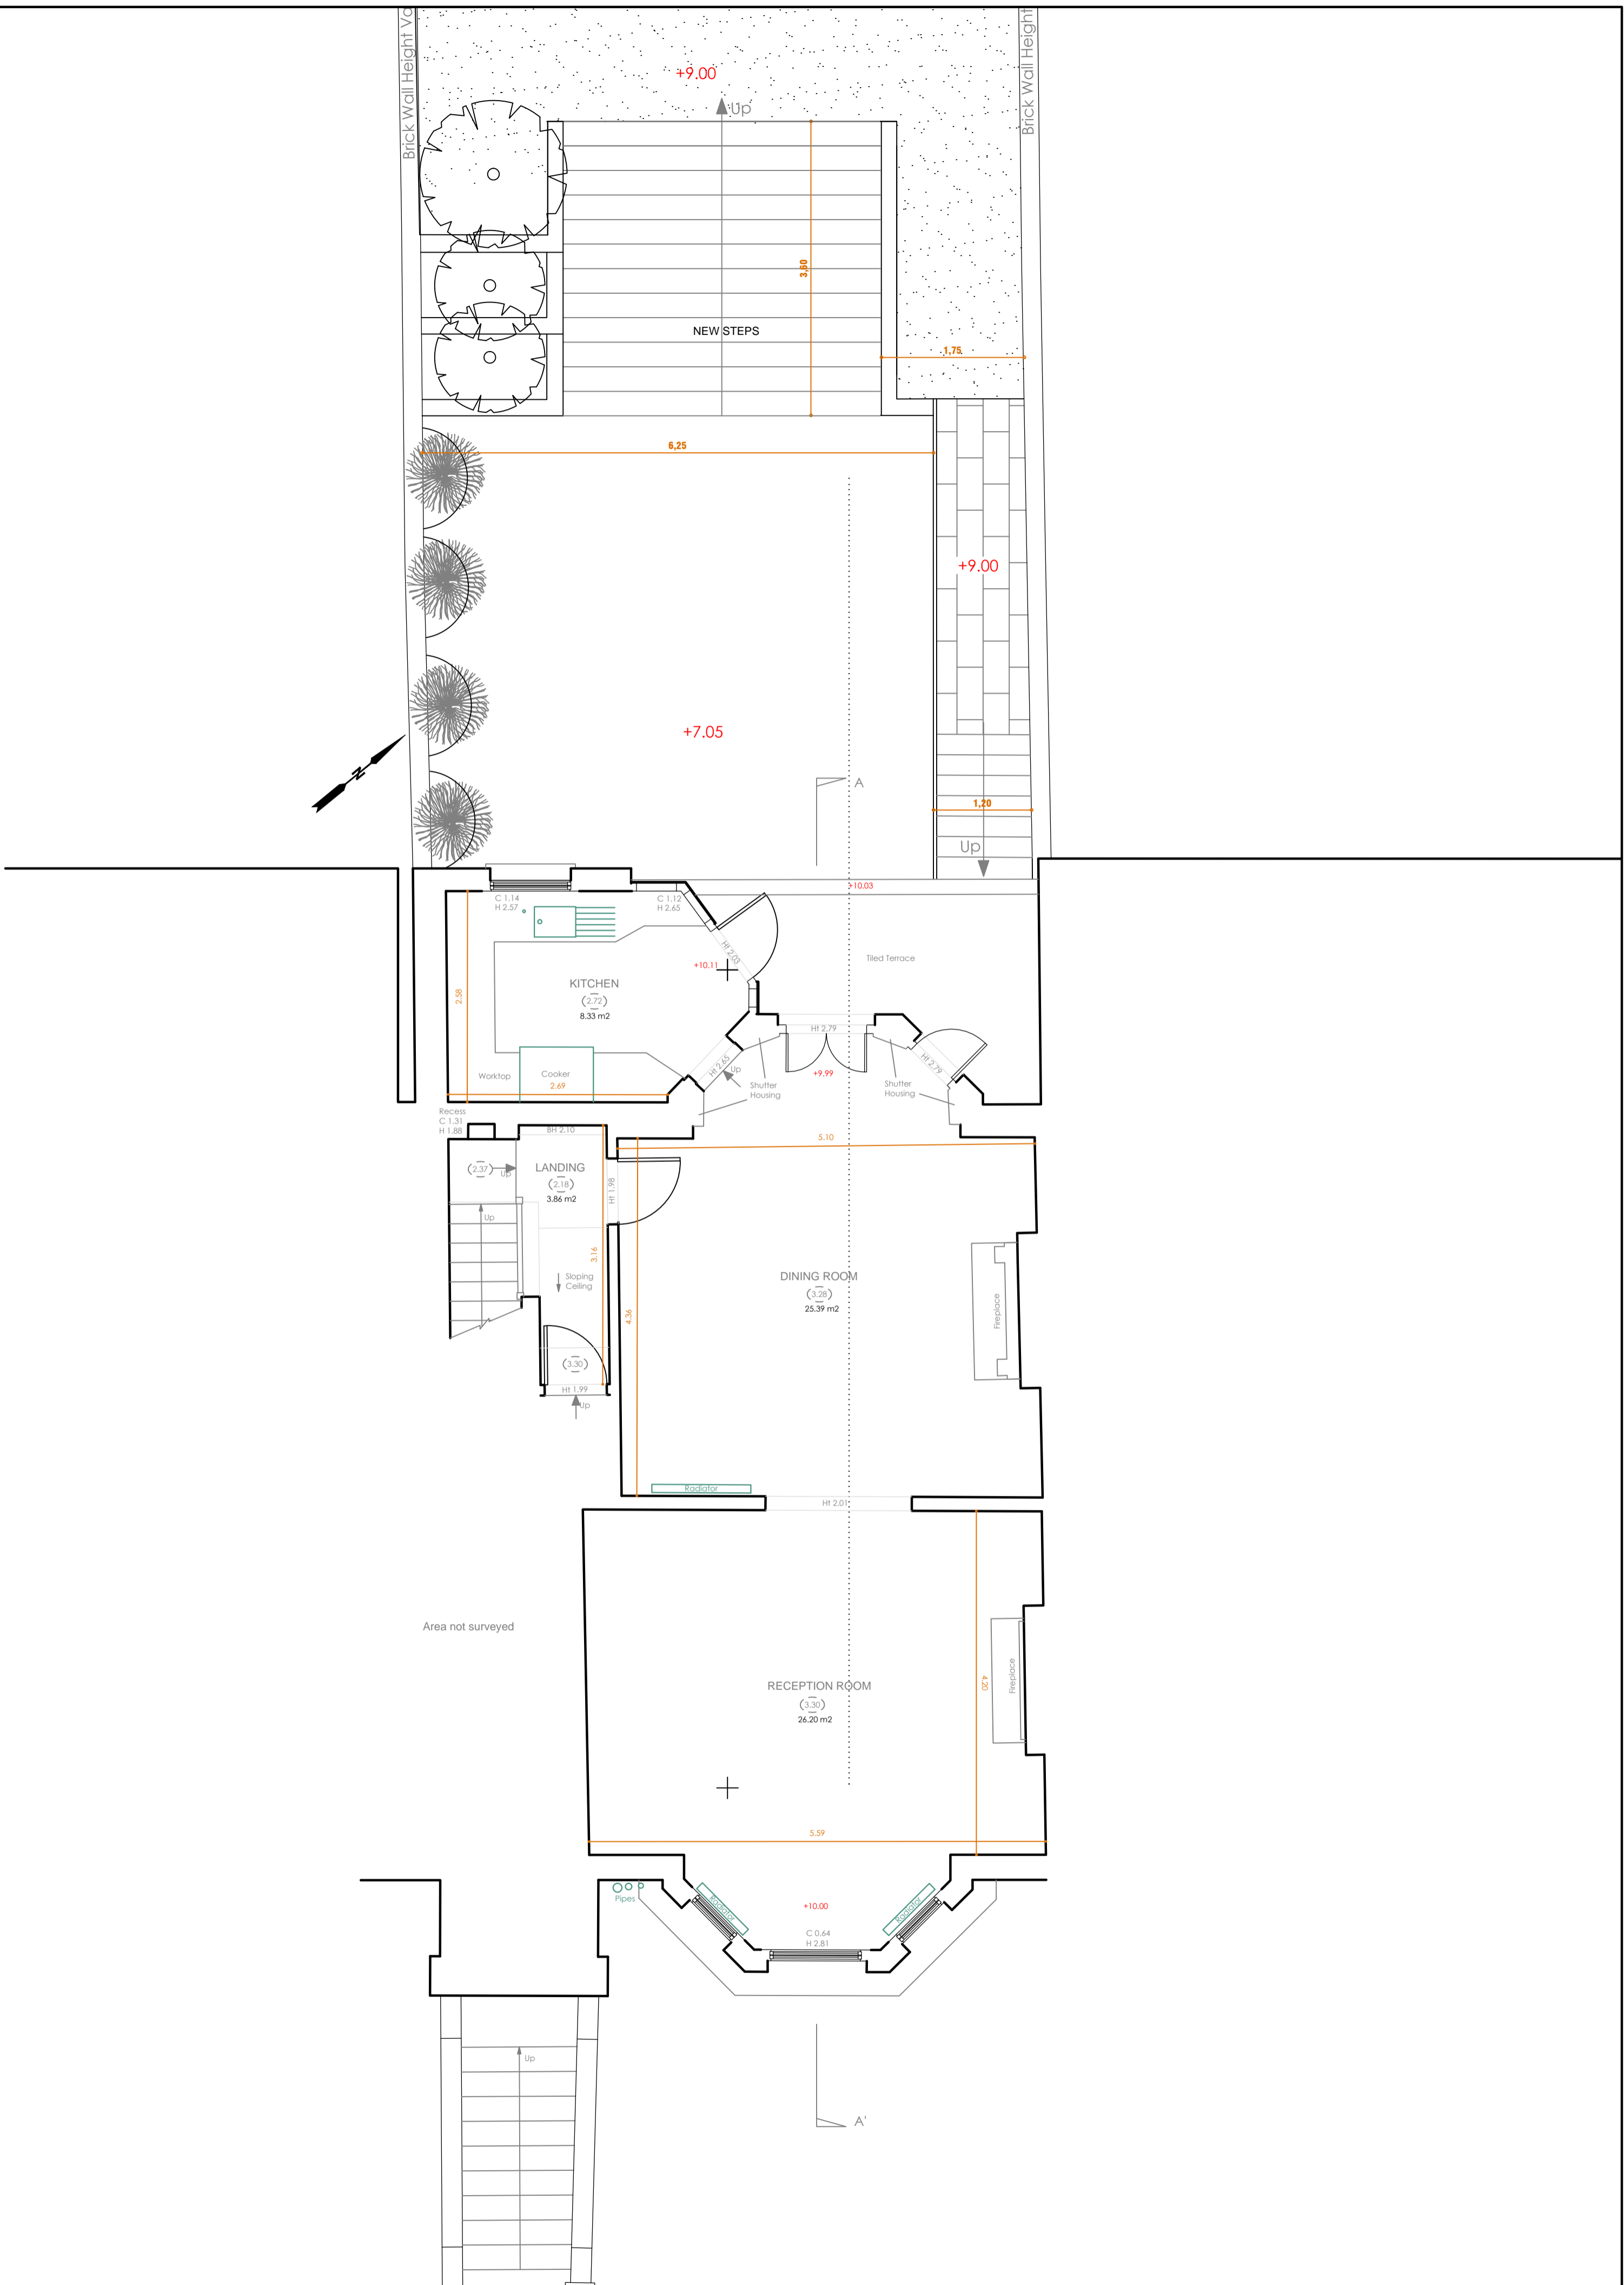 Brick Wall Height Va
Brick Wall Height
+9.00
Up
3,60
NEW STEPS
1,75
6,25
+9.00
+7.05
N
A
1,20
Up
+10.03
C 1.14
H 2.57
C 1.12
H 2.65
Ht 2.03
Tiled Terrace
+10.11
KITCHEN
(2.72)
8.33 m2
2.58
Ht 2.79
Ht 2.65
Up
Ht 2.79
+9.99
Worktop
Cooker
2.69
Shutter
Housing
Shutter
Housing
Recess
C 1.31
H 1.88
BH 2.10
5.10
(2.37)
Up
LANDING
(2.18)
3.86 m2
Ht 1.98
Up
3.16
Sloping
Ceiling
DINING ROOM
(3.28)
25.39 m2
4.36
Fireplace
(3.30)
Ht 1.99
Up
Radiator
Ht 2.01
Area not surveyed
RECEPTION ROOM
(3.30)
26.20 m2
4.20
Fireplace
5.59
Pipes
Radiator
Radiator
+10.00
C 0.64
H 2.81
Up
A'